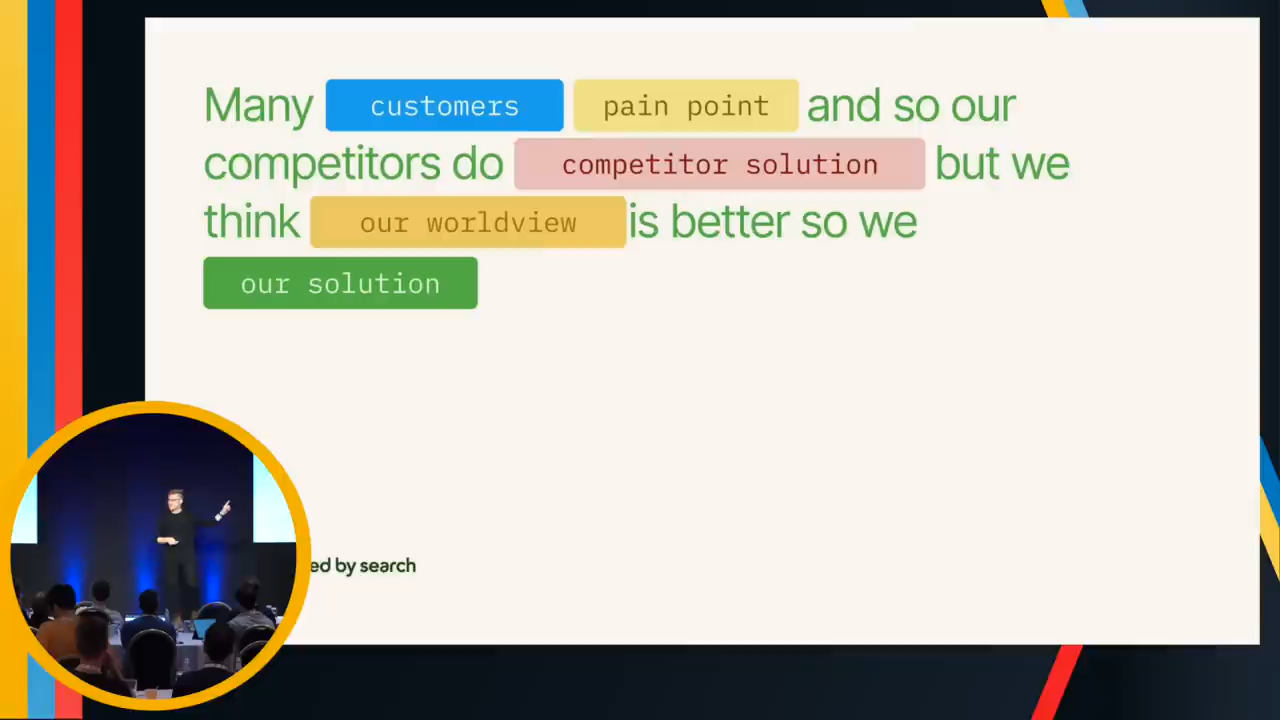 Many customers pain point and so our
competitors do competitor solution but we
think our worldview is better so we
our solution
ed by search